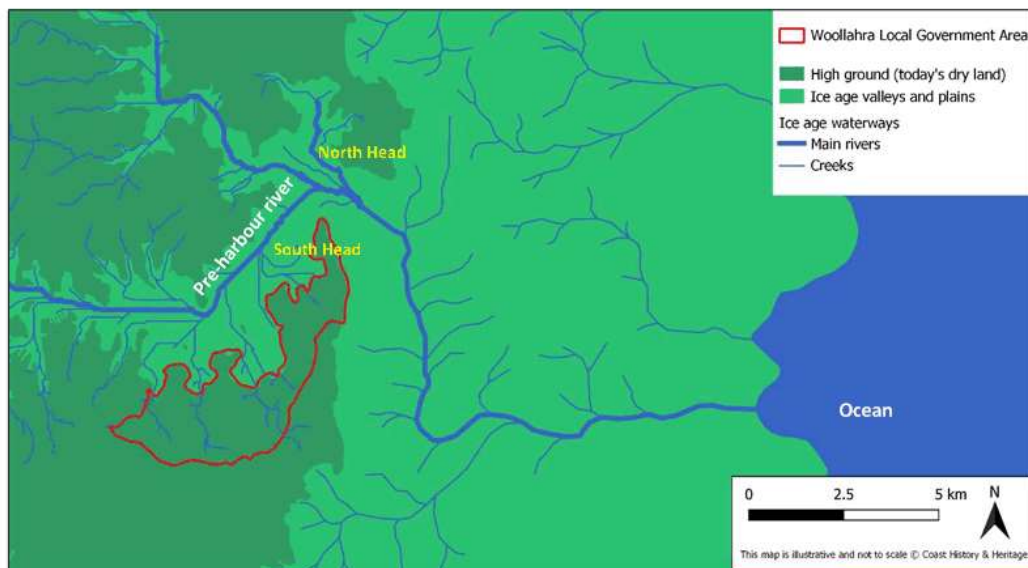 Woollahra Local Government Area
High ground (today's dry land)
Ice age valleys and plains
Ice age waterways
Main rivers
Creeks
North Head
Pre-harbour river
South Head
Ocean
0 2.5 5 km
N
This map is illustrative and not to scale © Coast History & Heritage